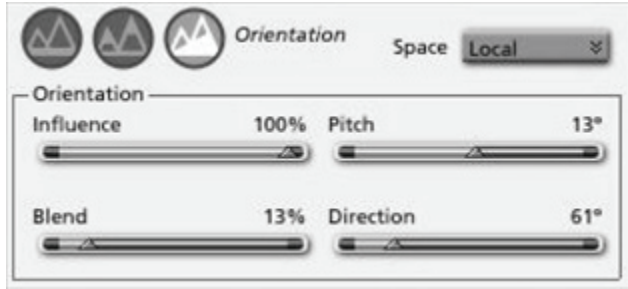 Orientation
Space Local
Orientation
Influence 100% Pitch 13°
Blend 13% Direction 61°